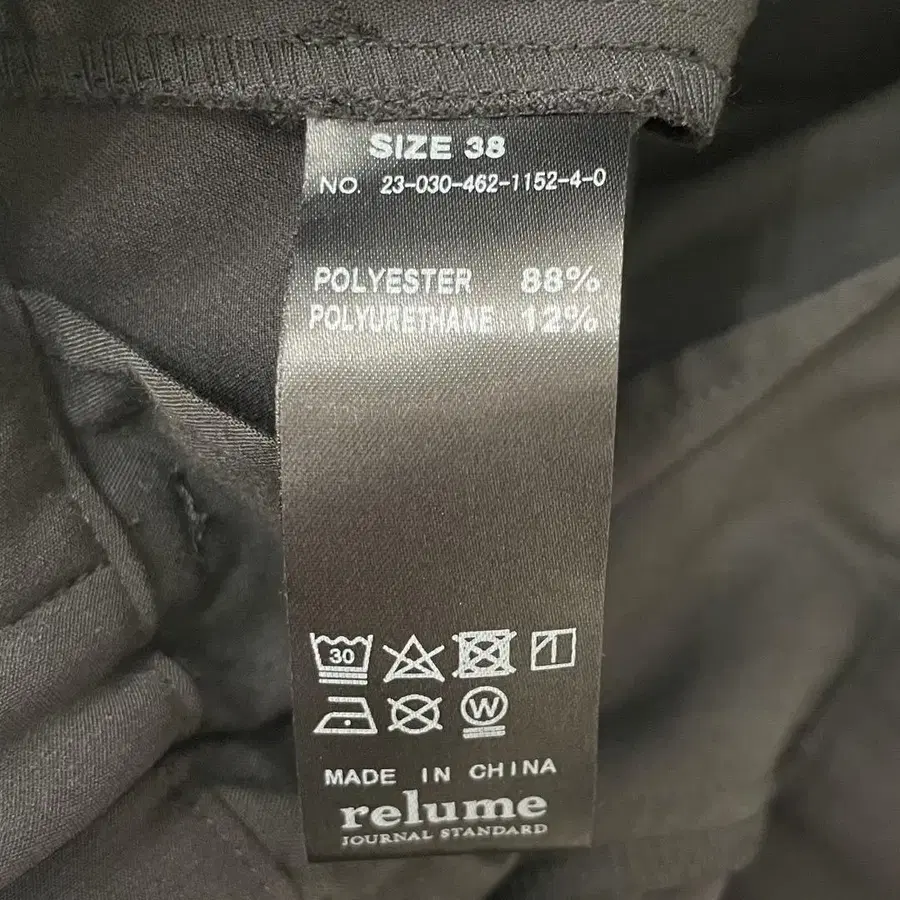 SIZE 38
NO. 23-030-462-1152-4-0
POLYESTER 88%
POLYURETHANE 12%
30
W
MADE IN CHINA
relume
JOURNAL STANDARD